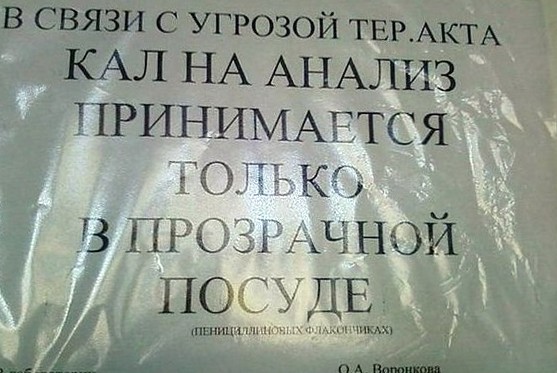 В СВЯЗИ С УГРОЗОЙ ТЕР.АКТА
КАЛ НА АНАЛИЗ
ПРИНИМАЕТСЯ
ТОЛЬКО
В ПРОЗРАЧНОЙ
ПОСУДЕ
(ПЕНИЦИЛЛИНОВЫХ ФЛАКОНЧИКАХ)
О.А. Воронкова